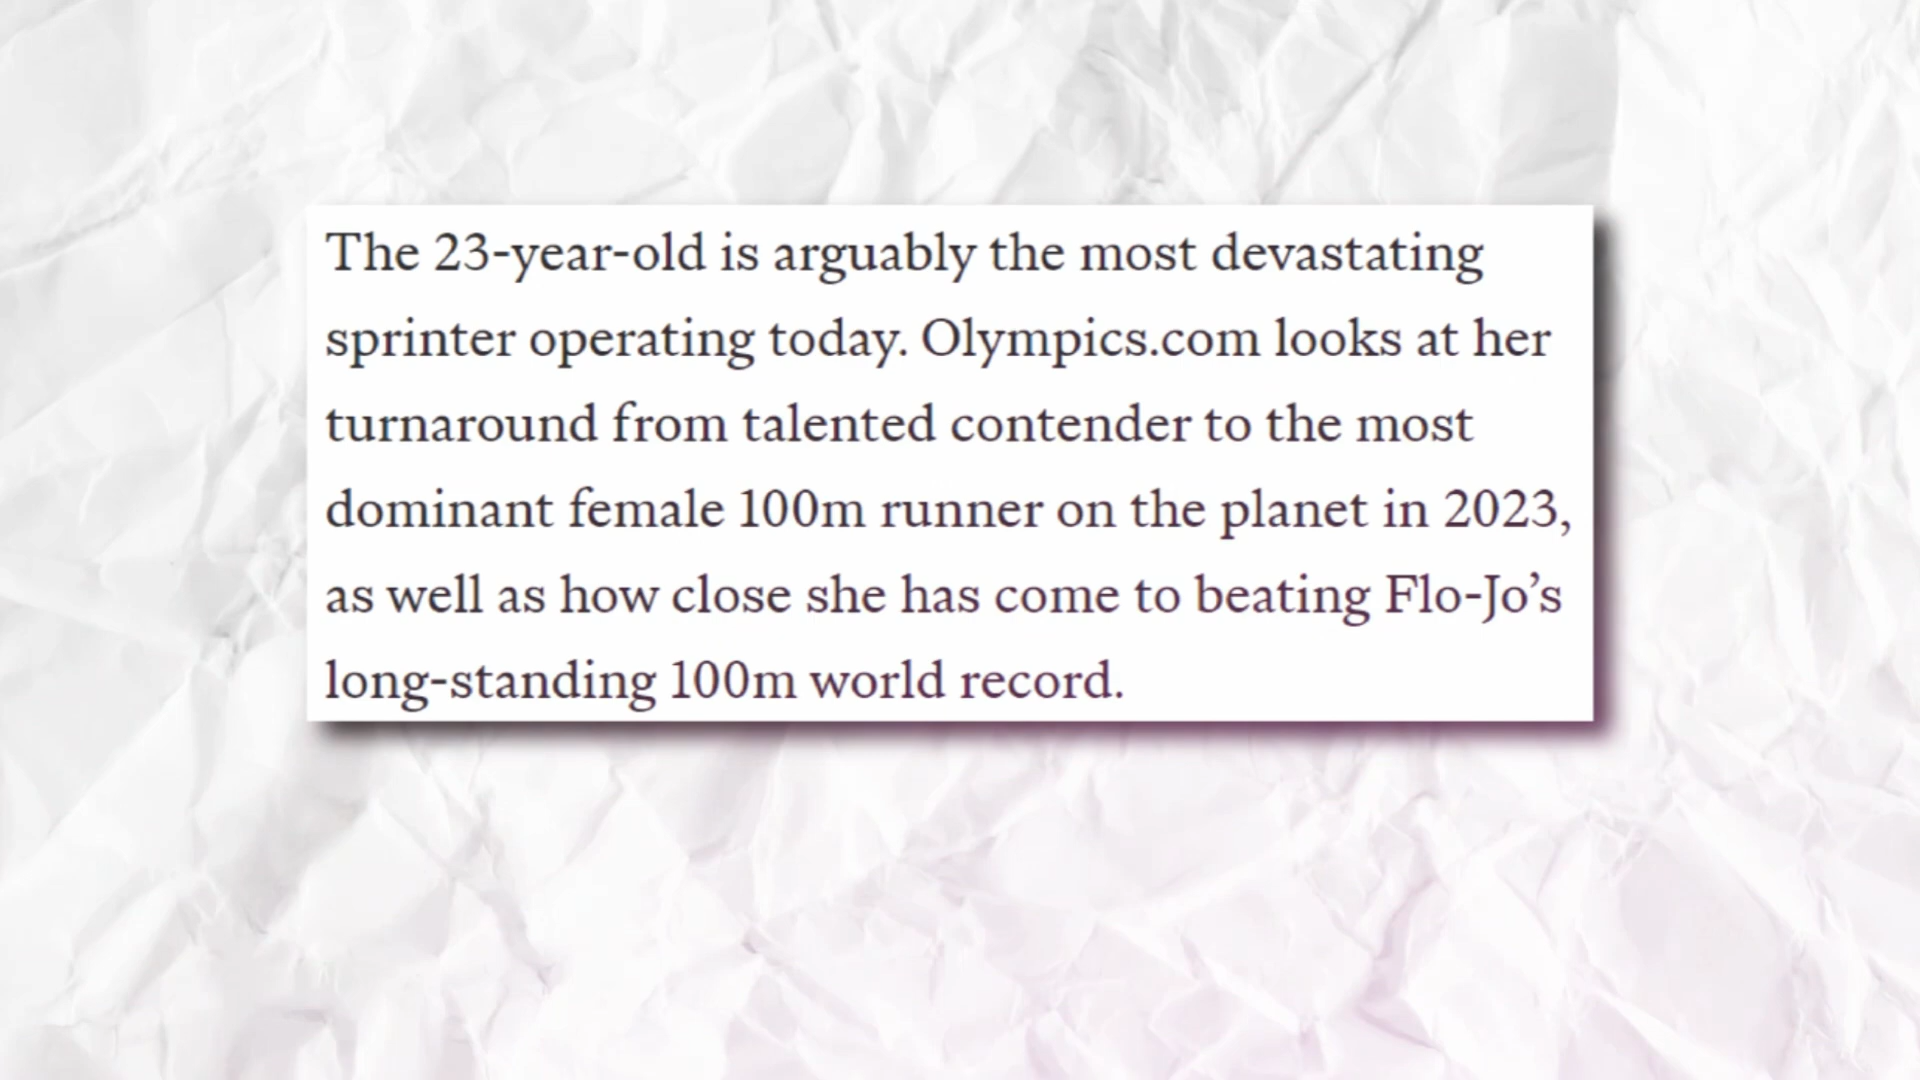 The 23-year-old is arguably the most devastating
sprinter operating today. Olympics.com looks at her
turnaround from talented contender to the most
dominant female 100m runner on the planet in 2023,
as well as how close she has come to beating Flo-Jo’s
long-standing 100m world record.